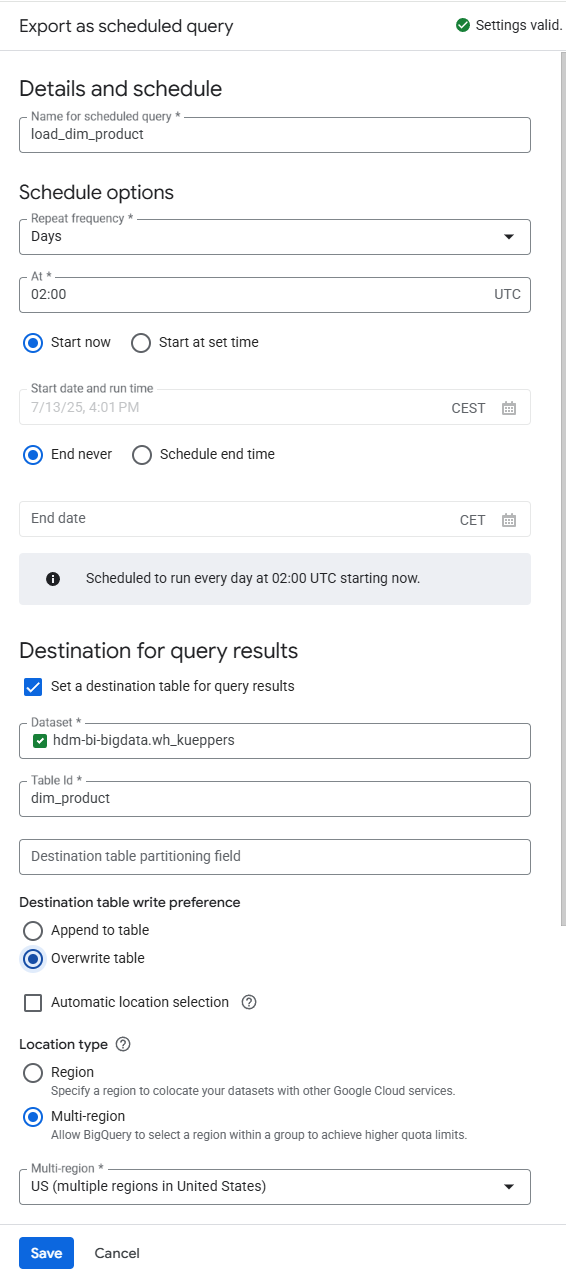 Export as scheduled query
Settings valid.
Details and schedule
Name for scheduled query *
load_dim_product
Schedule options
Repeat frequency *
Days
At *
02:00 UTC
Start now Start at set time
Start date and run time
7/13/25, 4:01 PM CEST
End never Schedule end time
End date CET
Scheduled to run every day at 02:00 UTC starting now.
Destination for query results
Set a destination table for query results
Dataset *
hdm-bi-bigdata.wh_kueppers
Table Id *
dim_product
Destination table partitioning field
Destination table write preference
Append to table
Overwrite table
Automatic location selection
Location type
Region
Specify a region to colocate your datasets with other Google Cloud services.
Multi-region
Allow BigQuery to select a region within a group to achieve higher quota limits.
Multi-region *
US (multiple regions in United States)
Save Cancel